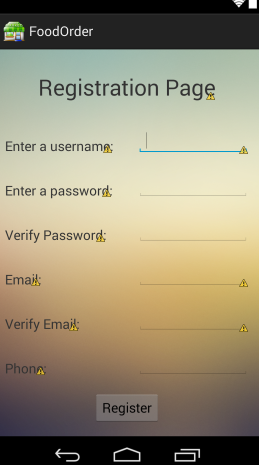 FoodOrder
Registration Page
Enter a username:
Enter a password:
Verify Password:
Email:
Verify Email:
Phone:
Register